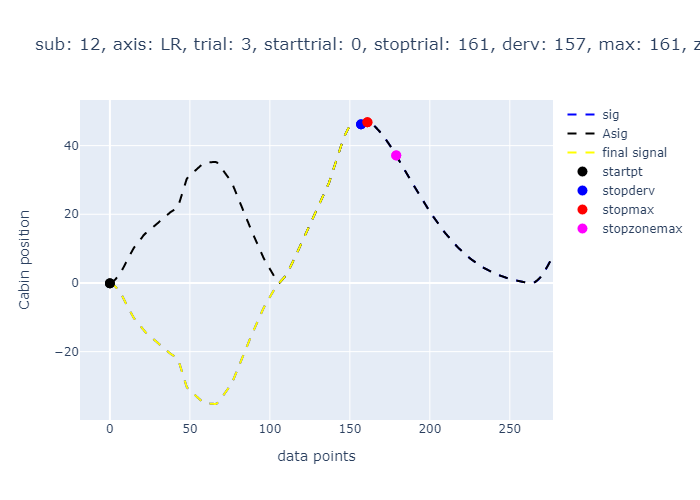 sub: 12, axis: LR, trial: 3, starttrial: 0, stoptrial: 161, derv: 157, max: 161, z
sig
Asig
final signal
startpt
stopderv
stopmax
stopzonemax
Cabin position
40
20
0
−20
0 50 100 150 200 250
data points